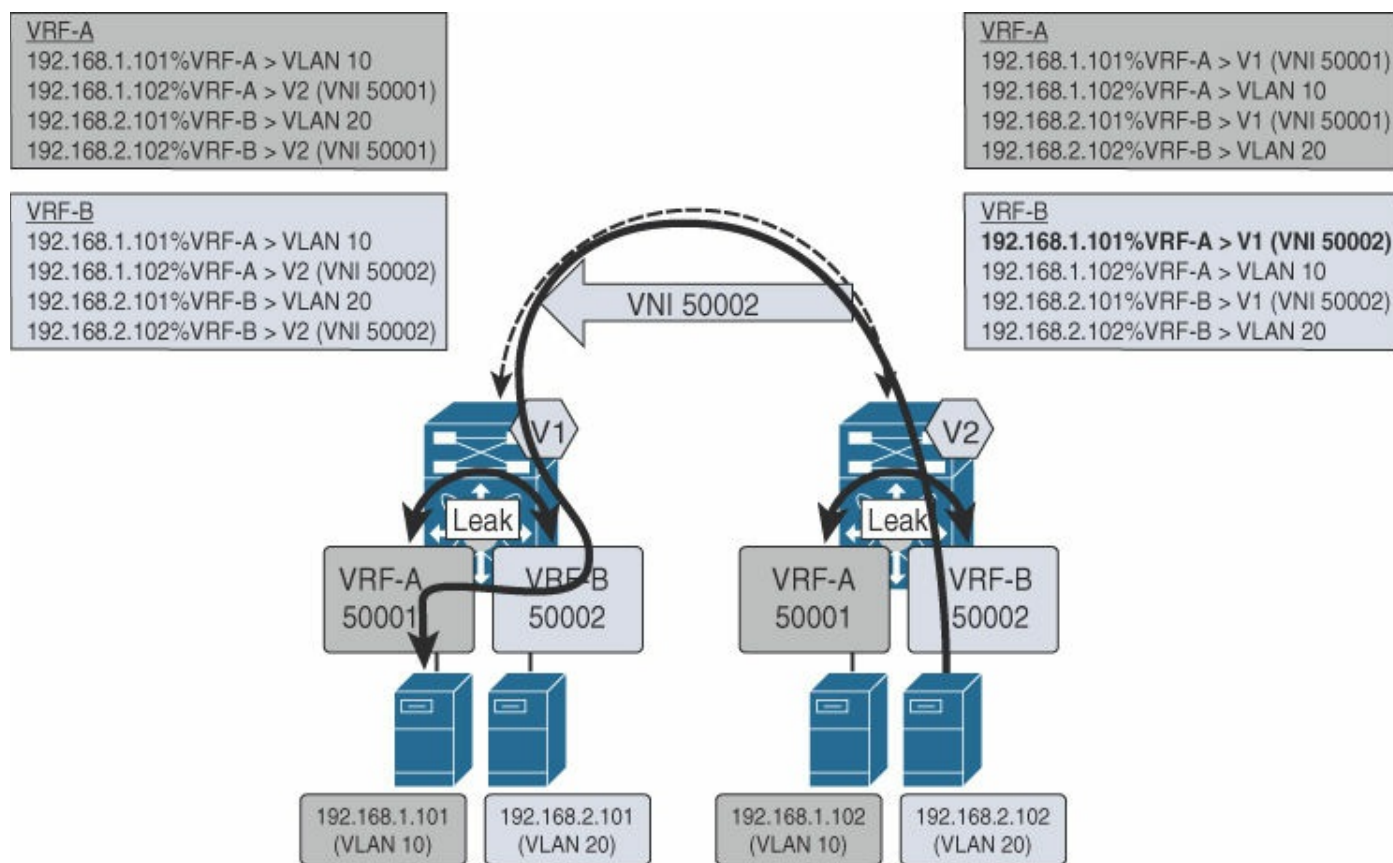 VRF-A
192.168.1.101%VRF-A > VLAN 10
192.168.1.102%VRF-A > V2 (VNI 50001)
192.168.2.101%VRF-B > VLAN 20
192.168.2.102%VRF-B > V2 (VNI 50001)
VRF-B
192.168.1.101%VRF-A > VLAN 10
192.168.1.102%VRF-A > V2 (VNI 50002)
192.168.2.101%VRF-B > VLAN 20
192.168.2.102%VRF-B > V2 (VNI 50002)
VRF-A
192.168.1.101%VRF-A > V1 (VNI 50001)
192.168.1.102%VRF-A > VLAN 10
192.168.2.101%VRF-B > V1 (VNI 50001)
192.168.2.102%VRF-B > VLAN 20
VRF-B
192.168.1.101%VRF-A > V1 (VNI 50002)
192.168.1.102%VRF-A > VLAN 10
192.168.2.101%VRF-B > V1 (VNI 50002)
192.168.2.102%VRF-B > VLAN 20
VNI 50002
V1
Leak
VRF-A
50001
VRF-B
50002
192.168.1.101
(VLAN 10)
192.168.2.101
(VLAN 20)
V2
Leak
VRF-A
50001
VRF-B
50002
192.168.1.102
(VLAN 10)
192.168.2.102
(VLAN 20)